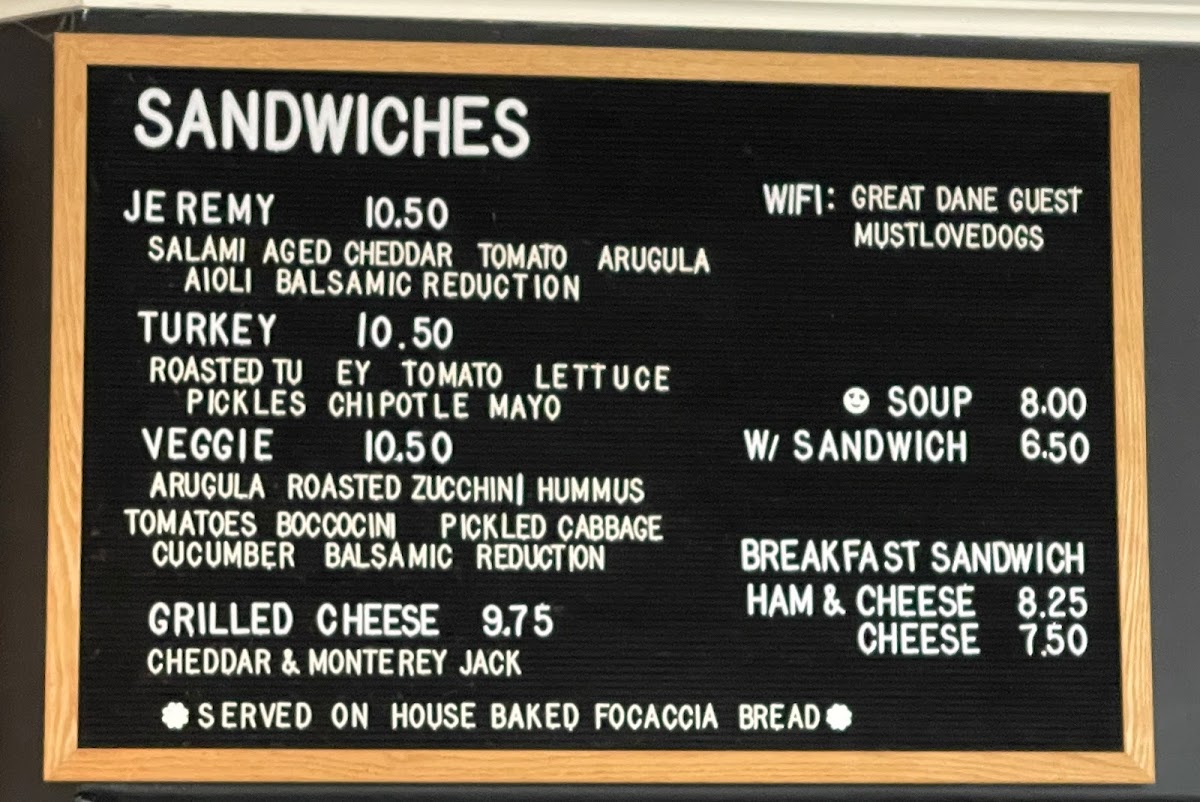 SANDWICHES
JEREMY 10.50
SALAMI AGED CHEDDAR TOMATO ARUGULA
AIOLI BALSAMIC REDUCTION
TURKEY 10.50
ROASTED TU EY TOMATO LETTUCE
PICKLES CHIPOTLE MAYO
VEGGIE 10.50
ARUGULA ROASTED ZUCCHINI HUMMUS
TOMATOES BOCCOCINI PICKLED CABBAGE
CUCUMBER BALSAMIC REDUCTION
GRILLED CHEESE 9.75
CHEDDAR & MONTEREY JACK
SERVED ON HOUSE BAKED FOCACCIA BREAD
WIFI: GREAT DANE GUEST
MUSTLOVEDOGS
SOUP 8.00
W/ SANDWICH 6.50
BREAKFAST SANDWICH
HAM & CHEESE 8.25
CHEESE 7.50